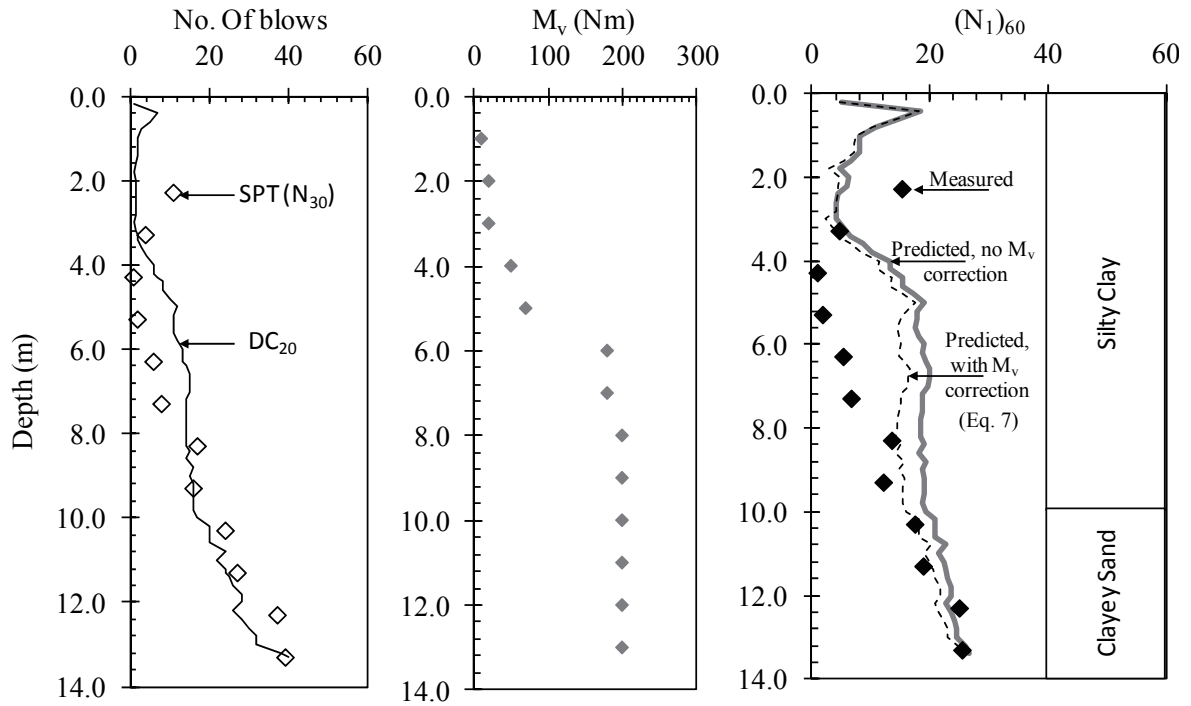 No. Of blows
0 20 40 60
0.0
2.0
4.0
6.0
8.0
10.0
12.0
14.0
Depth (m)
SPT (N30)
DC20
Mv (Nm)
0 100 200 300
0.0
2.0
4.0
6.0
8.0
10.0
12.0
14.0
(N1)60
0 20 40 60
0.0
2.0
4.0
6.0
8.0
10.0
12.0
14.0
Measured
Predicted, no Mv
correction
Predicted,
with Mv
correction
(Eq. 7)
Silty Clay
Clayey Sand